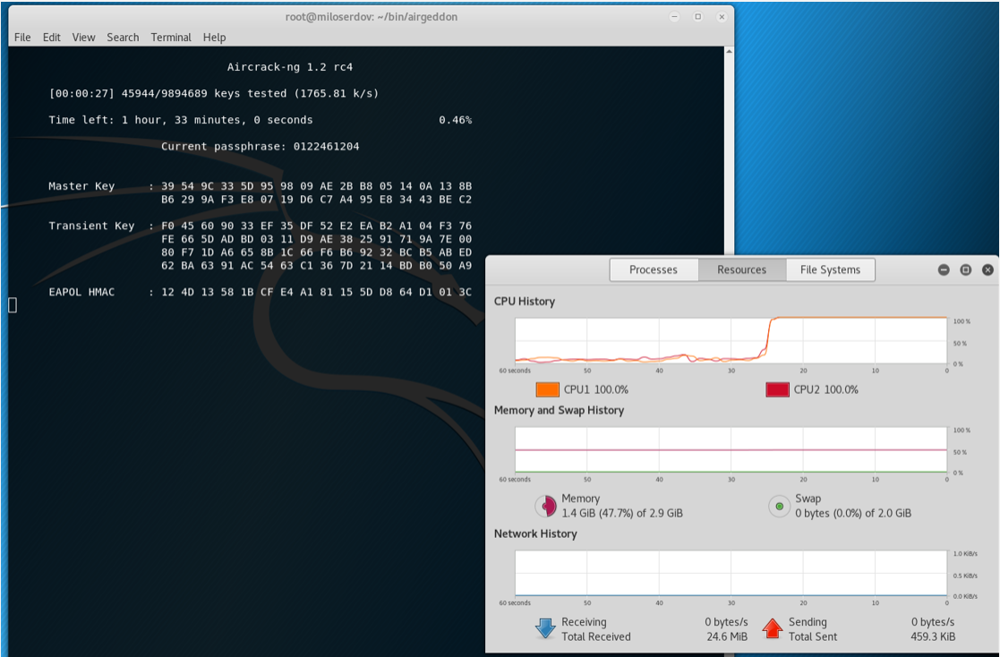 root@miloserdov: ~/bin/airgeddon
File Edit View Search Terminal Help
Aircrack-ng 1.2 rc4
[00:00:27] 45944/9894689 keys tested (1765.81 k/s)
Time left: 1 hour, 33 minutes, 0 seconds 0.46%
Current passphrase: 0122461204
Master Key : 39 54 9C 33 5D 95 98 09 AE 2B B8 05 14 0A 13 8B
B6 29 9A F3 E8 07 19 D6 C7 A4 95 E8 34 43 BE C2
Transient Key : F0 45 60 90 33 EF 35 DF 52 E2 EA B2 A1 04 F3 76
FE 66 5D AD BD 03 11 D9 AE 38 25 91 71 9A 7E 00
80 F7 1D A6 65 8B 1C 66 F6 B6 92 32 BC B5 AB ED
62 BA 63 91 AC 54 63 C1 36 7D 21 14 BD B0 50 A9
EAPOL HMAC : 12 4D 13 58 1B CF E4 A1 81 15 5D D8 64 D1 01 3C
Processes Resources File Systems
CPU History
100 %
50 %
0 %
60 seconds 50 40 30 20 10 0
CPU1 100.0% CPU2 100.0%
Memory and Swap History
100 %
50 %
0 %
60 seconds 50 40 30 20 10 0
Memory
1.4 GiB (47.7%) of 2.9 GiB
Swap
0 bytes (0.0%) of 2.0 GiB
Network History
1.0 KiB/s
0.5 KiB/s
0.0 KiB/s
60 seconds 50 40 30 20 10 0
Receiving 0 bytes/s
Total Received 24.6 MiB
Sending 0 bytes/s
Total Sent 459.3 KiB